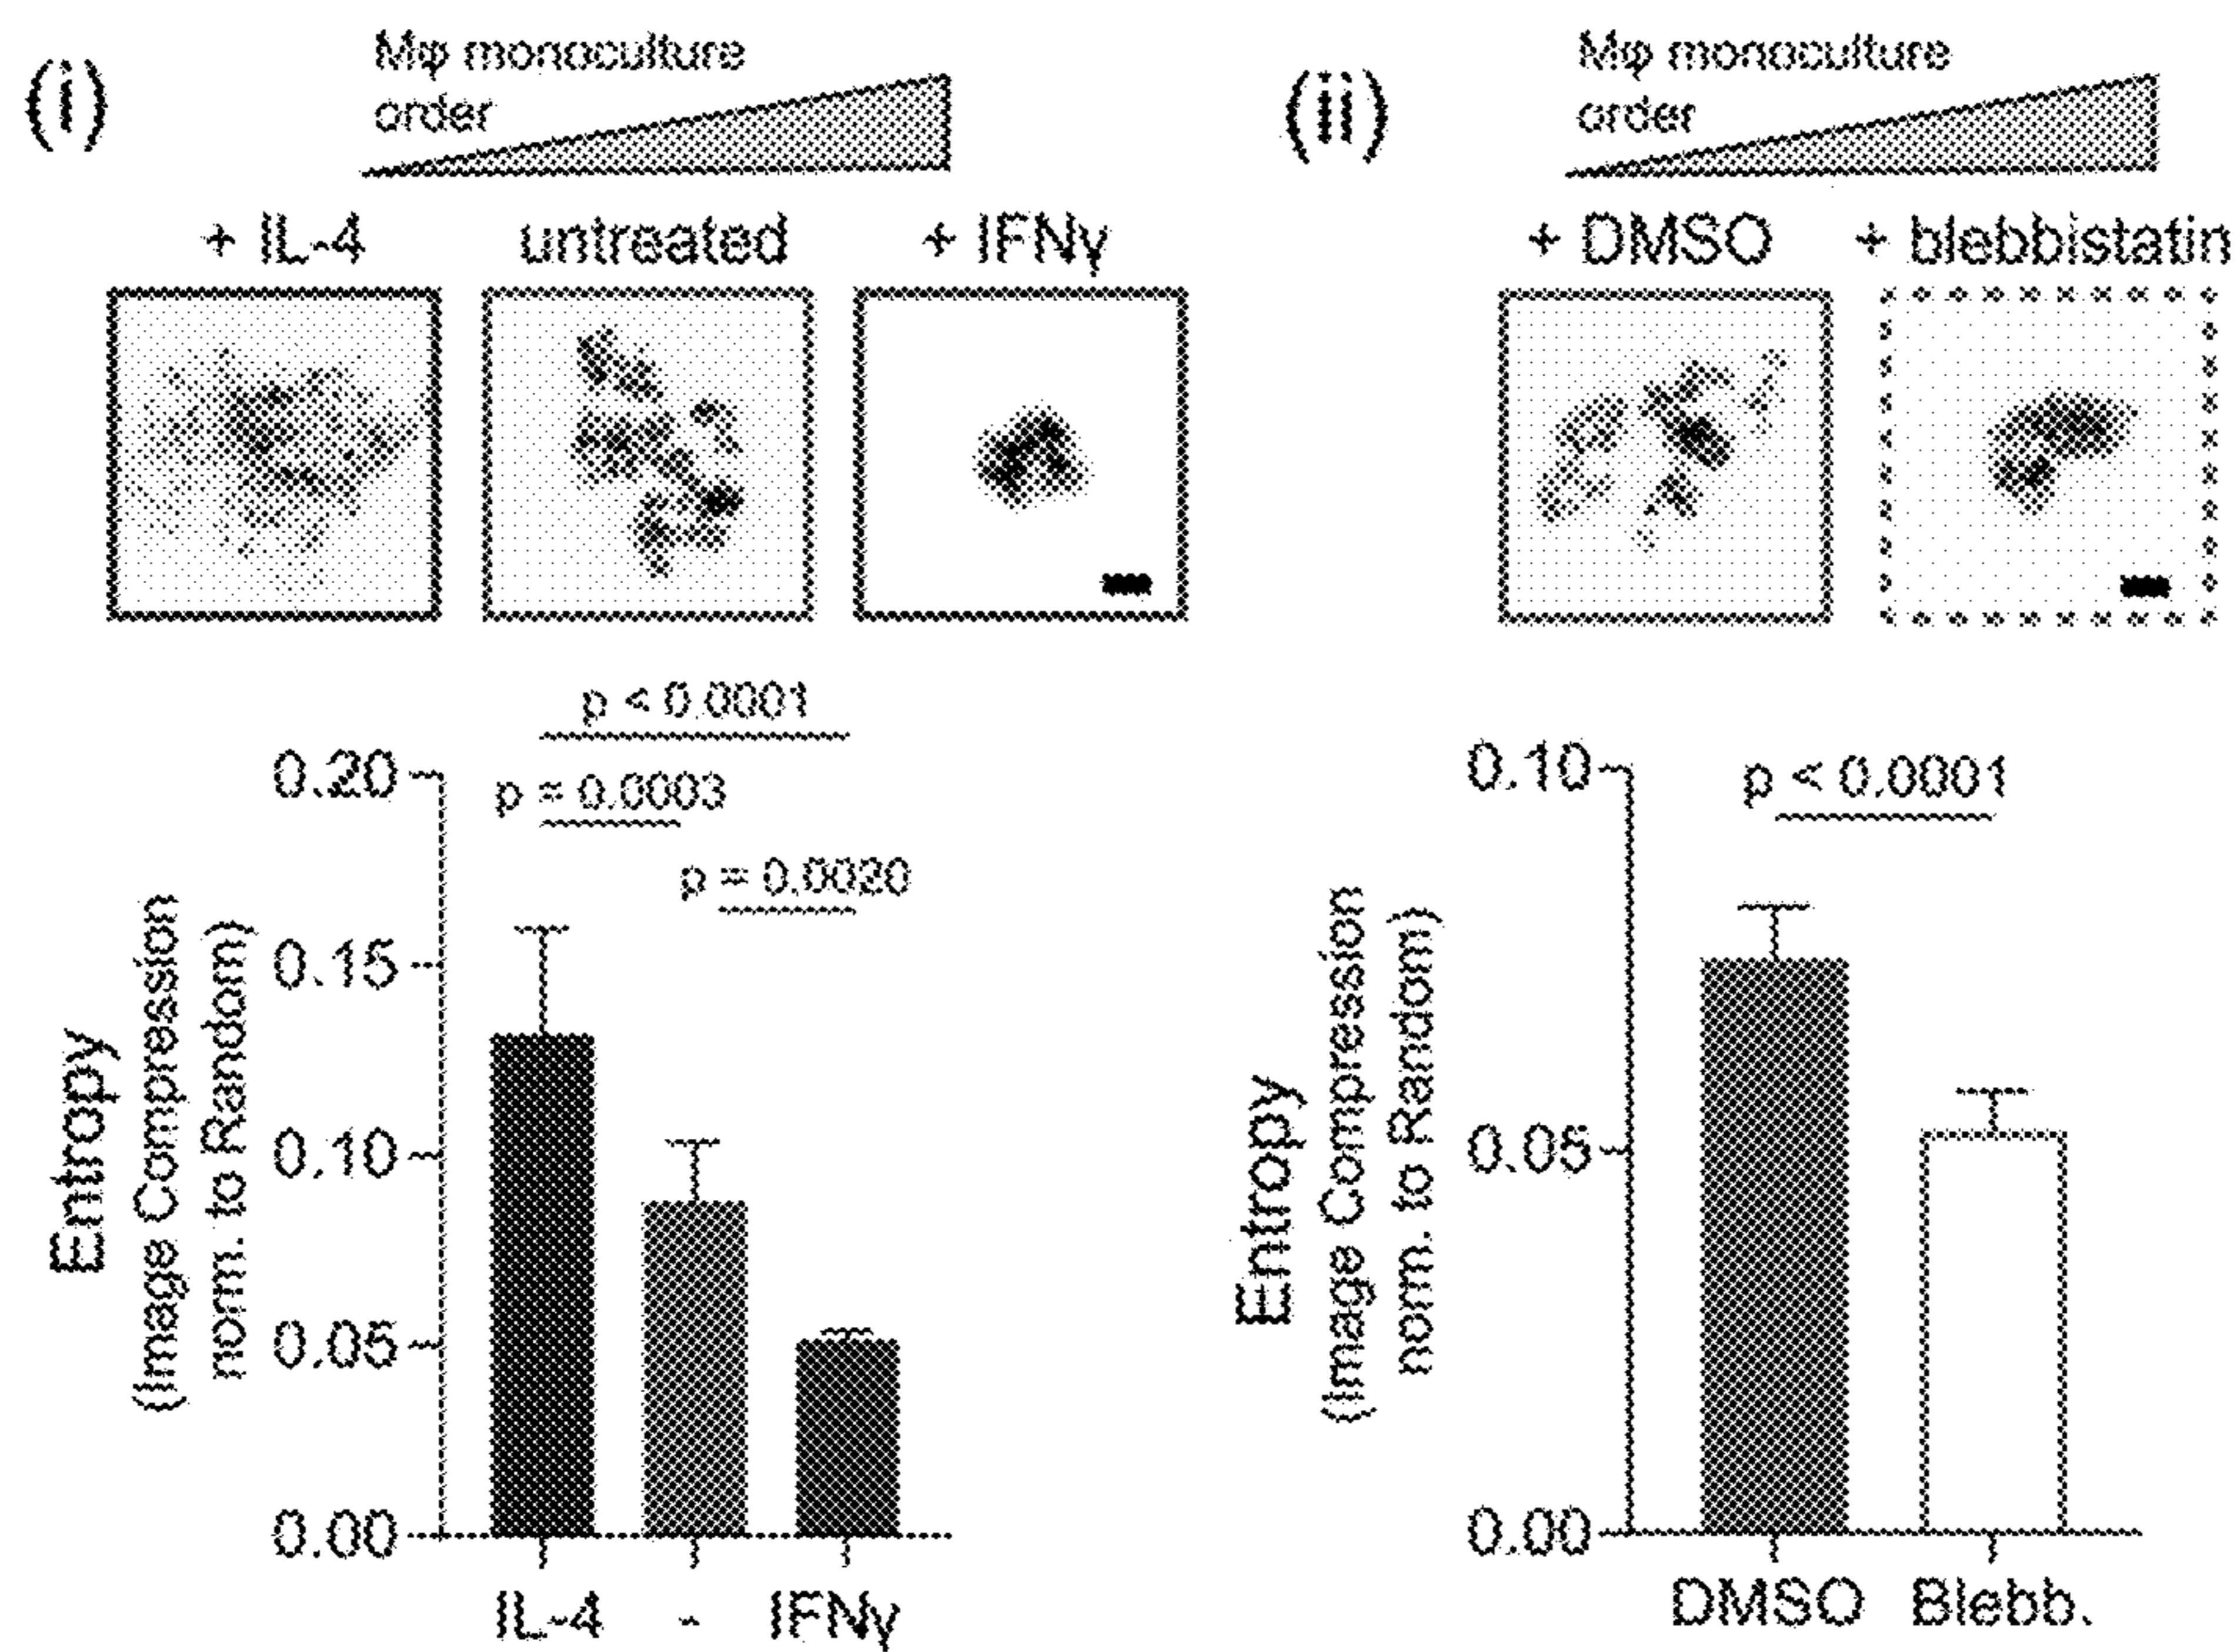 (i)
Mφ monoculture
order
+ IL-4
untreated
+ IFNγ
p < 0.0001
p = 0.0003
p = 0.0020
0.20
0.15
0.10
0.05
0.00
Entropy
(Image Compression
norm. to Random)
IL-4
-
IFNγ
(ii)
Mφ monoculture
order
+ DMSO
+ blebbistatin
p < 0.0001
0.10
0.05
0.00
Entropy
(Image Compression
norm. to Random)
DMSO
Blebb.